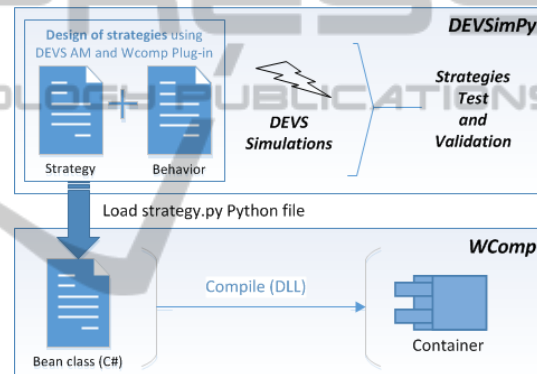 DEVSimPy
Design of strategies using
DEVS AM and Wcomp Plug-in
Strategy
Behavior
DEVS
Simulations
Strategies
Test
and
Validation
Load strategy.py Python file
WComp
Bean class (C#)
Compile (DLL)
Container